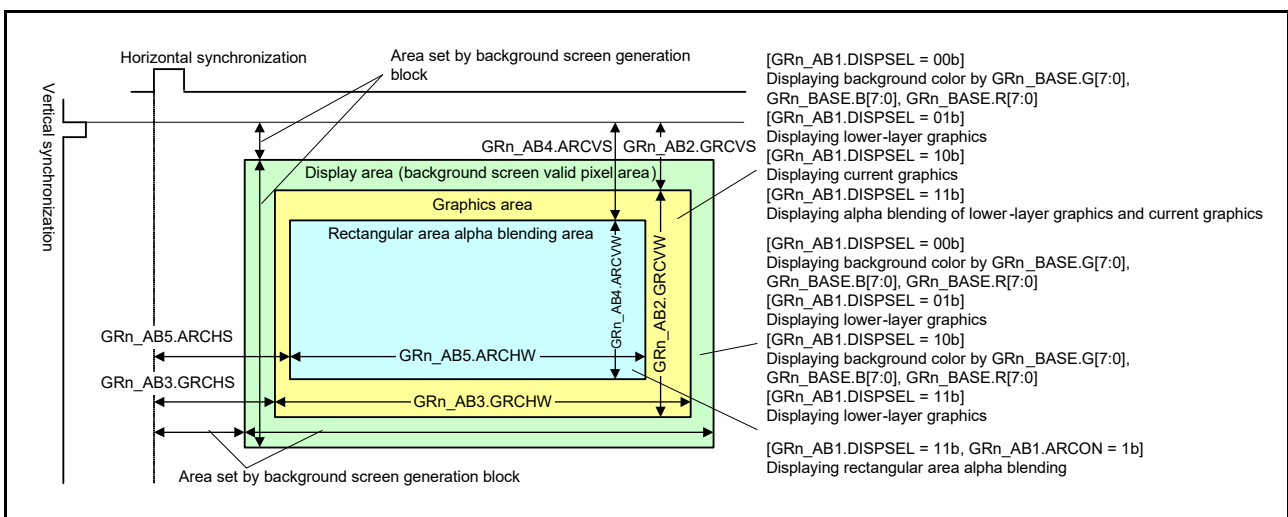 Horizontal synchronization
Area set by background screen generation
block
Vertical synchronization
GRn_AB4.ARCVS
GRn_AB2.GRCVS
Display area (background screen valid pixel area)
Graphics area
Rectangular area alpha blending area
GRn_AB4.ARCVW
GRn_AB2.GRCVW
GRn_AB5.ARCHS
GRn_AB5.ARCHW
GRn_AB3.GRCHS
GRn_AB3.GRCHW
Area set by background screen generation block
[GRn_AB1.DISPSEL = 00b]
Displaying background color by GRn_BASE.G[7:0],
GRn_BASE.B[7:0], GRn_BASE.R[7:0]
[GRn_AB1.DISPSEL = 01b]
Displaying lower-layer graphics
[GRn_AB1.DISPSEL = 10b]
Displaying current graphics
[GRn_AB1.DISPSEL = 11b]
Displaying alpha blending of lower-layer graphics and current graphics
[GRn_AB1.DISPSEL = 00b]
Displaying background color by GRn_BASE.G[7:0],
GRn_BASE.B[7:0], GRn_BASE.R[7:0]
[GRn_AB1.DISPSEL = 01b]
Displaying lower-layer graphics
[GRn_AB1.DISPSEL = 10b]
Displaying background color by GRn_BASE.G[7:0],
GRn_BASE.B[7:0], GRn_BASE.R[7:0]
[GRn_AB1.DISPSEL = 11b]
Displaying lower-layer graphics
[GRn_AB1.DISPSEL = 11b, GRn_AB1.ARCON = 1b]
Displaying rectangular area alpha blending